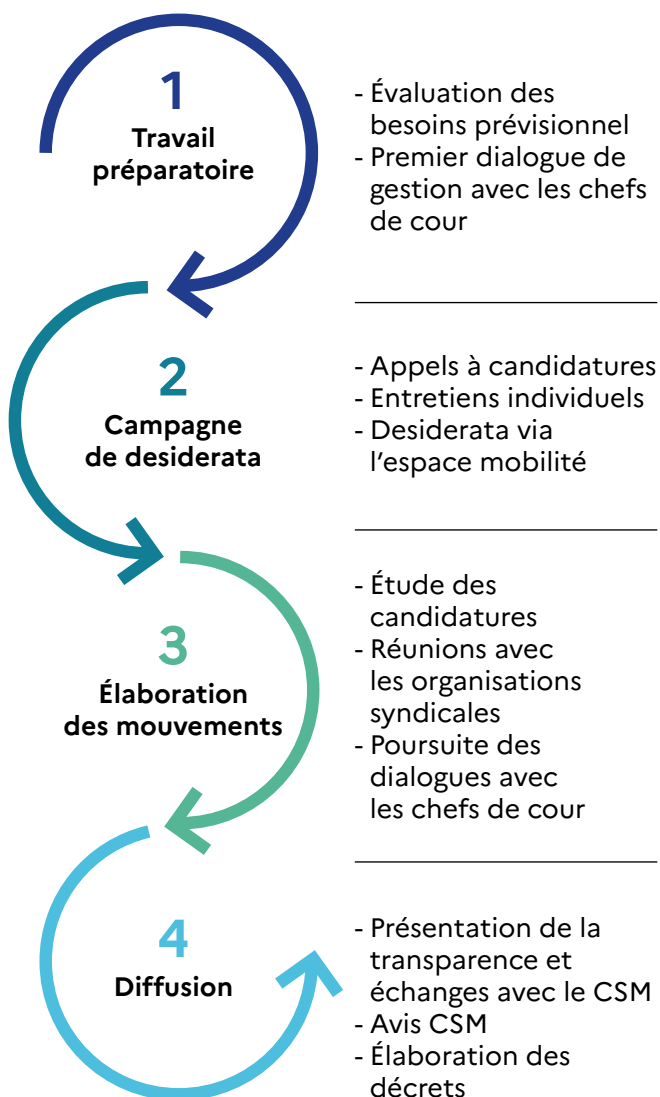 1
Travail
préparatoire
- Évaluation des
besoins prévisionnel
- Premier dialogue de
gestion avec les chefs
de cour
2
Campagne
de desiderata
- Appels à candidatures
- Entretiens individuels
- Desiderata via
l’espace mobilité
3
Élaboration
des mouvements
- Étude des
candidatures
- Réunions avec
les organisations
syndicales
- Poursuite des
dialogues avec
les chefs de cour
4
Diffusion
- Présentation de la
transparence et
échanges avec le CSM
- Avis CSM
- Élaboration des
décrets